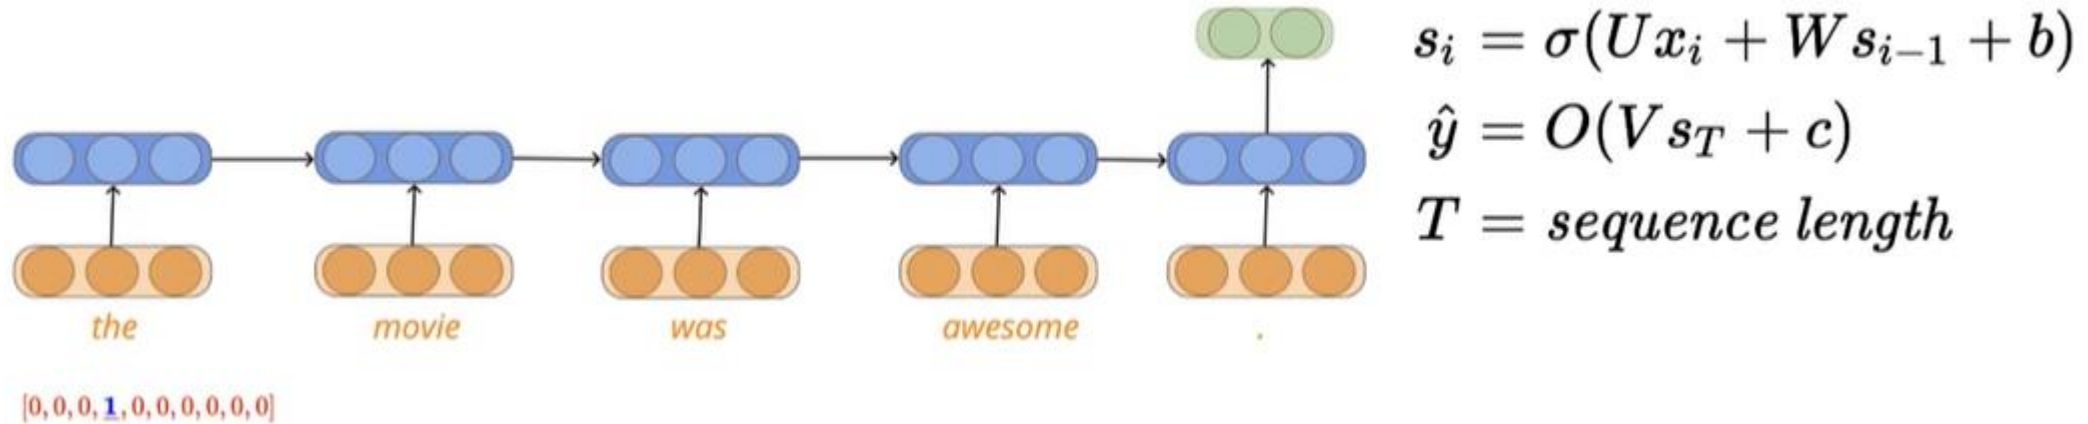 s_i = σ(Ux_i + Ws_{i−1} + b)
ŷ = O(Vs_T + c)
T = sequence length
the movie was awesome .
[0, 0, 0, 1, 0, 0, 0, 0, 0, 0]